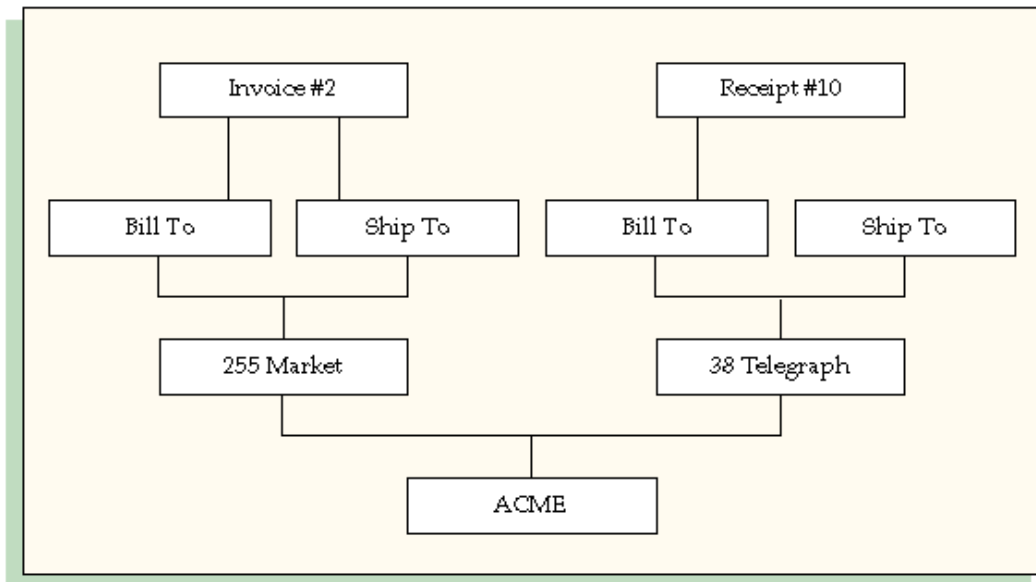 Invoice #2
Receipt #10
Bill To
Ship To
Bill To
Ship To
255 Market
38 Telegraph
ACME